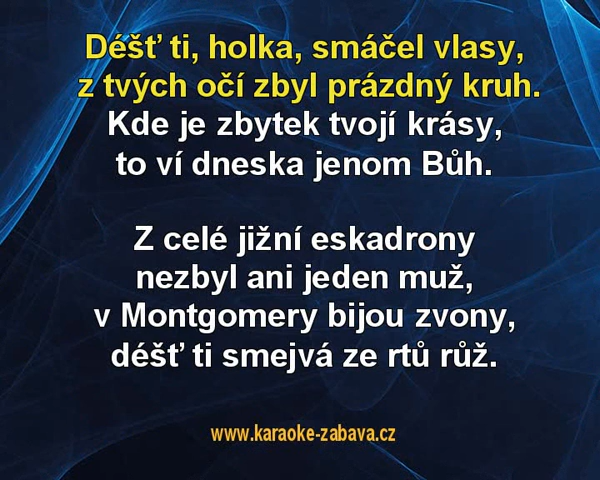 Déšť ti, holka, smáčel vlasy,
z tvých očí zbyl prázdný kruh.
Kde je zbytek tvojí krásy,
to ví dneska jenom Bůh.
Z celé jižní eskadrony
nezbyl ani jeden muž,
v Montgomery bijou zvony,
déšť ti smejvá ze rtů růž.
www.karaoke-zabava.cz